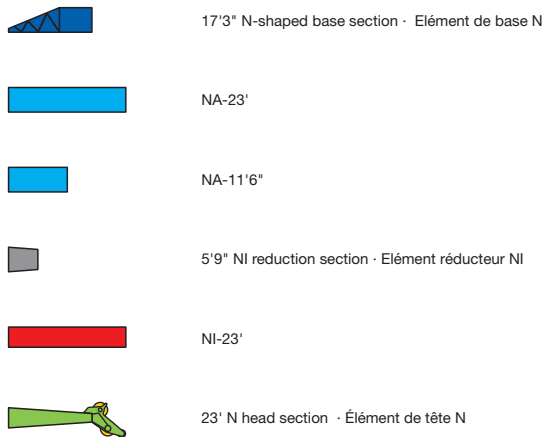 17'3" N-shaped base section · Elément de base N
NA-23'
NA-11'6"
5'9" NI reduction section · Elément réducteur NI
NI-23'
23' N head section · Élément de tête N